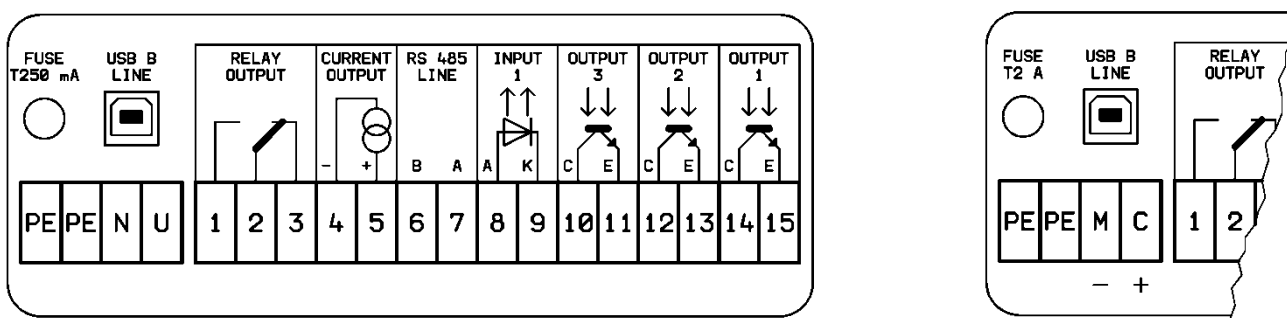 FUSE
T250 mA
USB B
LINE
RELAY
OUTPUT
CURRENT
OUTPUT
RS 485
LINE
INPUT
1
OUTPUT
3
OUTPUT
2
OUTPUT
1
- +
B A
A K
C E
C E
C E
PE PE N U
1 2 3 4 5 6 7 8 9 10 11 12 13 14 15
FUSE
T2 A
USB B
LINE
RELAY
OUTPUT
PE PE M C
1 2
- +